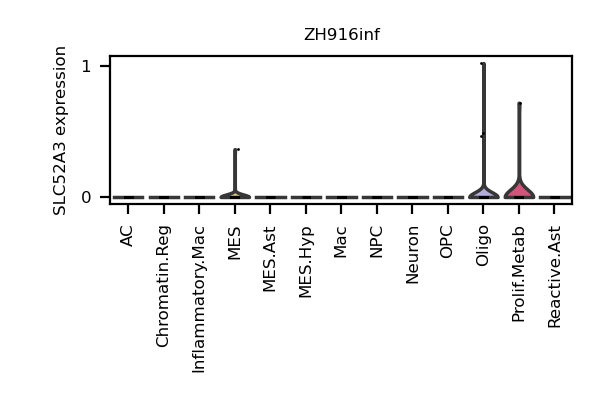 ZH916inf
SLC52A3 expression
1
0
AC
Chromatin.Reg
Inflammatory.Mac
MES
MES.Ast
MES.Hyp
Mac
NPC
Neuron
OPC
Oligo
Prolif.Metab
Reactive.Ast